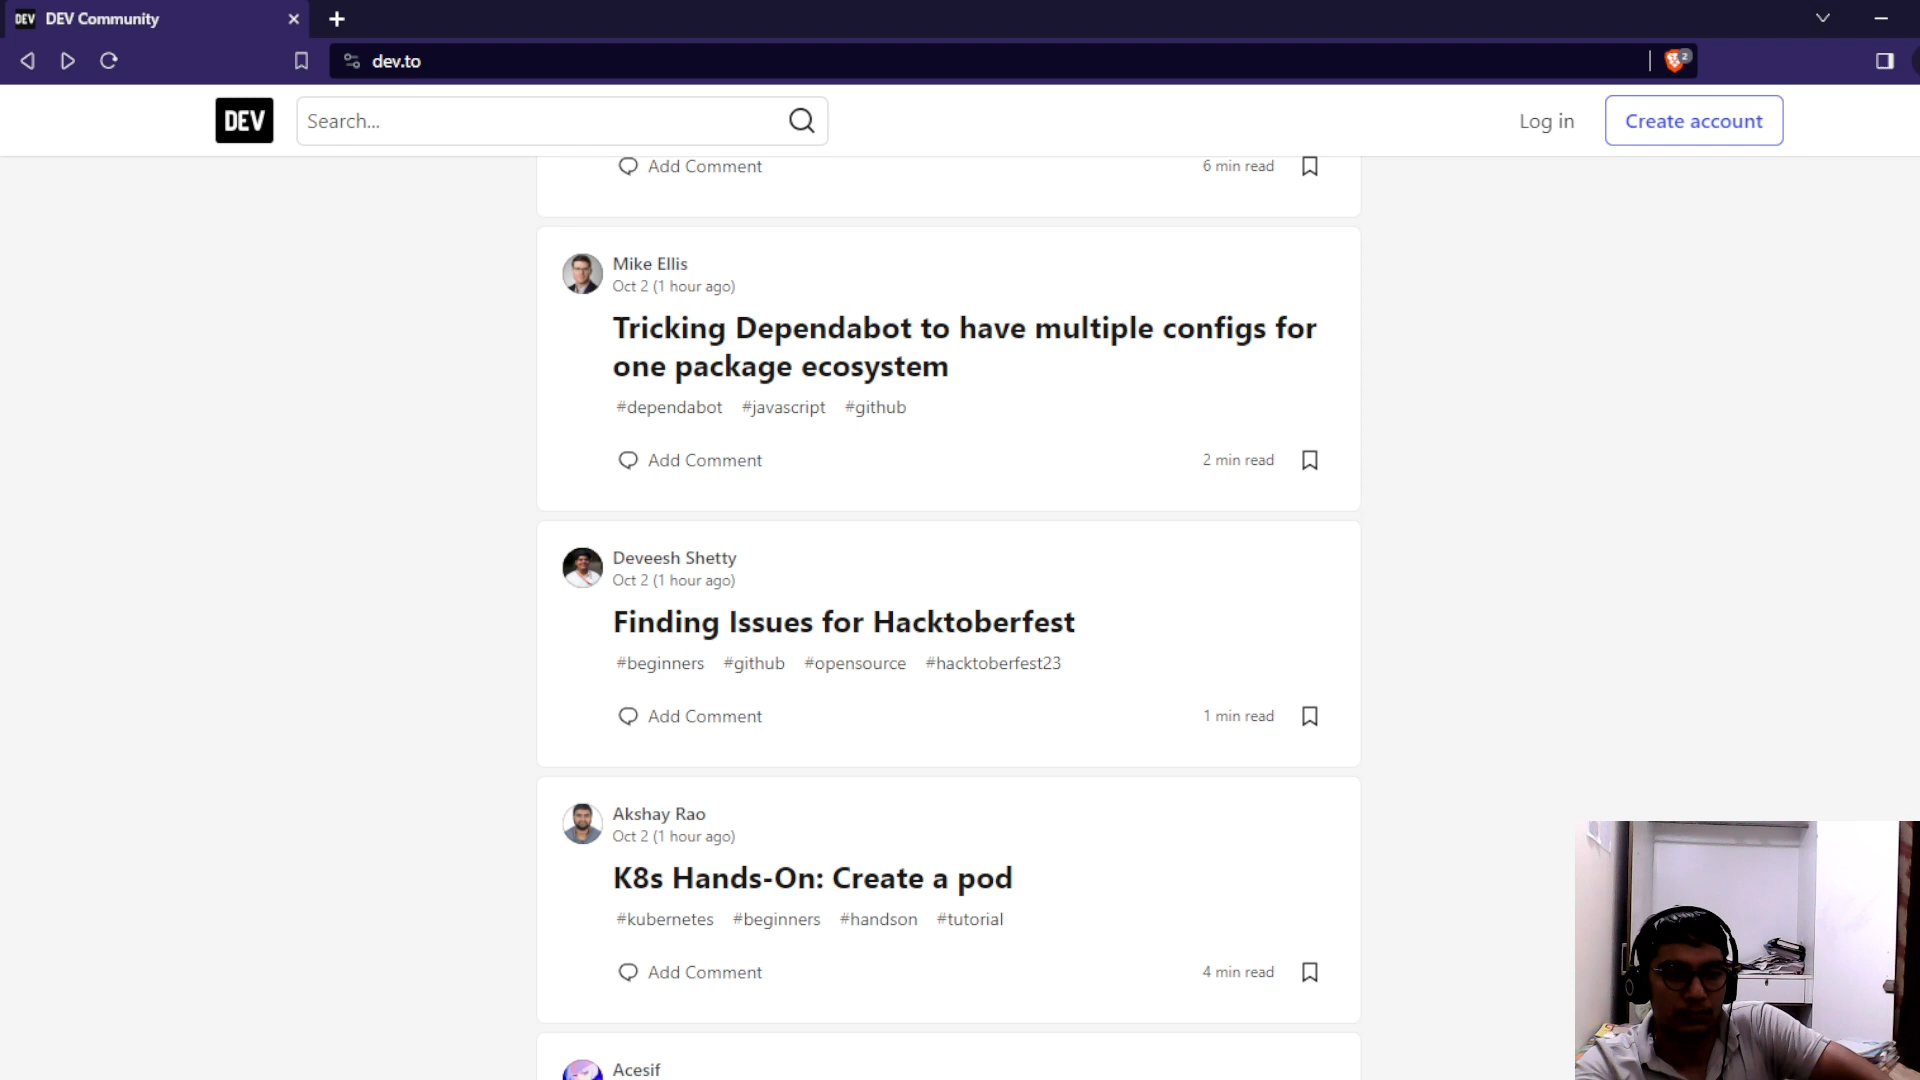 DEV DEV Community
dev.to
2
DEV
Search...
Log in
Create account
Add Comment
6 min read
Mike Ellis
Oct 2 (1 hour ago)
Tricking Dependabot to have multiple configs for
one package ecosystem
#dependabot #javascript #github
Add Comment
2 min read
Deveesh Shetty
Oct 2 (1 hour ago)
Finding Issues for Hacktoberfest
#beginners #github #opensource #hacktoberfest23
Add Comment
1 min read
Akshay Rao
Oct 2 (1 hour ago)
K8s Hands-On: Create a pod
#kubernetes #beginners #handson #tutorial
Add Comment
4 min read
Acesif